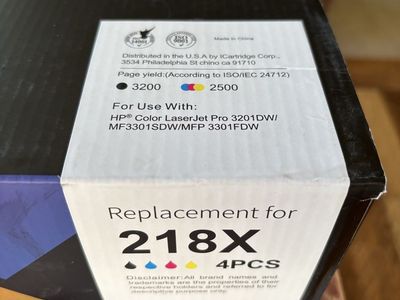 ISO 9001
Made in China
Distributed in the U.S.A by ICartridge Corp.,
3534 Philadelphia St chino ca 91710
Page yield:(According to ISO/IEC 24712)
3200 2500
For Use With:
HP® Color LaserJet Pro 3201DW/
MF3301SDW/MFP 3301FDW
Replacement for
218X
4PCS
Disclaimer:All brand names and
trademarks are the properties of their
respective holders and referred to for
descriptive purpose only.